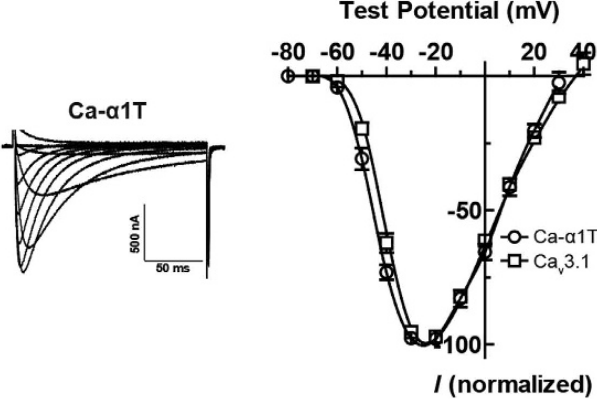 Test Potential (mV)
-80 -60 -40 -20 20 40
Ca-α1T
500 nA
50 ms
-50
Ca-α1T
Cav3.1
-100
I (normalized)